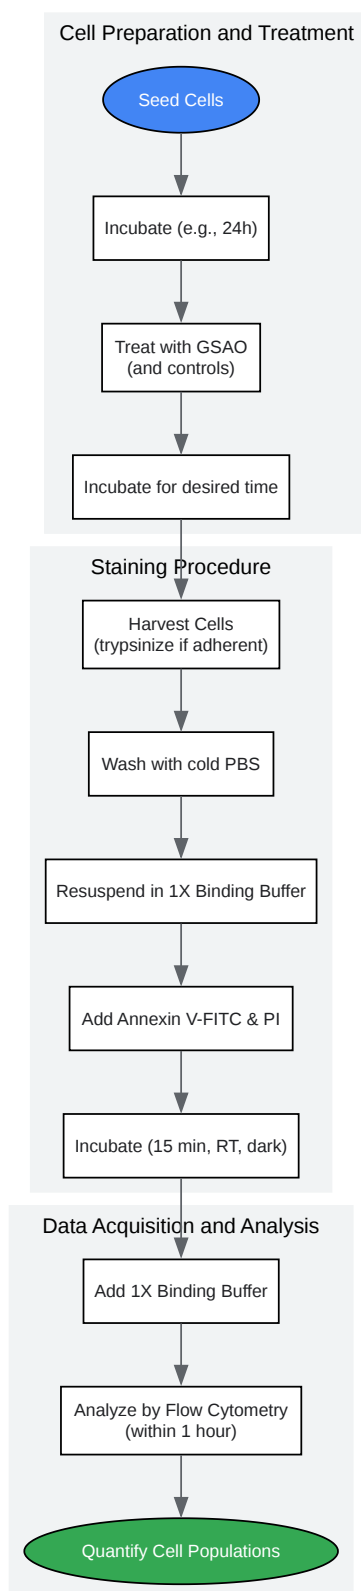 Cell Preparation and Treatment
Seed Cells
Incubate (e.g., 24h)
Treat with GSAO
(and controls)
Incubate for desired time
Staining Procedure
Harvest Cells
(trypsinize if adherent)
Wash with cold PBS
Resuspend in 1X Binding Buffer
Add Annexin V-FITC & PI
Incubate (15 min, RT, dark)
Data Acquisition and Analysis
Add 1X Binding Buffer
Analyze by Flow Cytometry
(within 1 hour)
Quantify Cell Populations